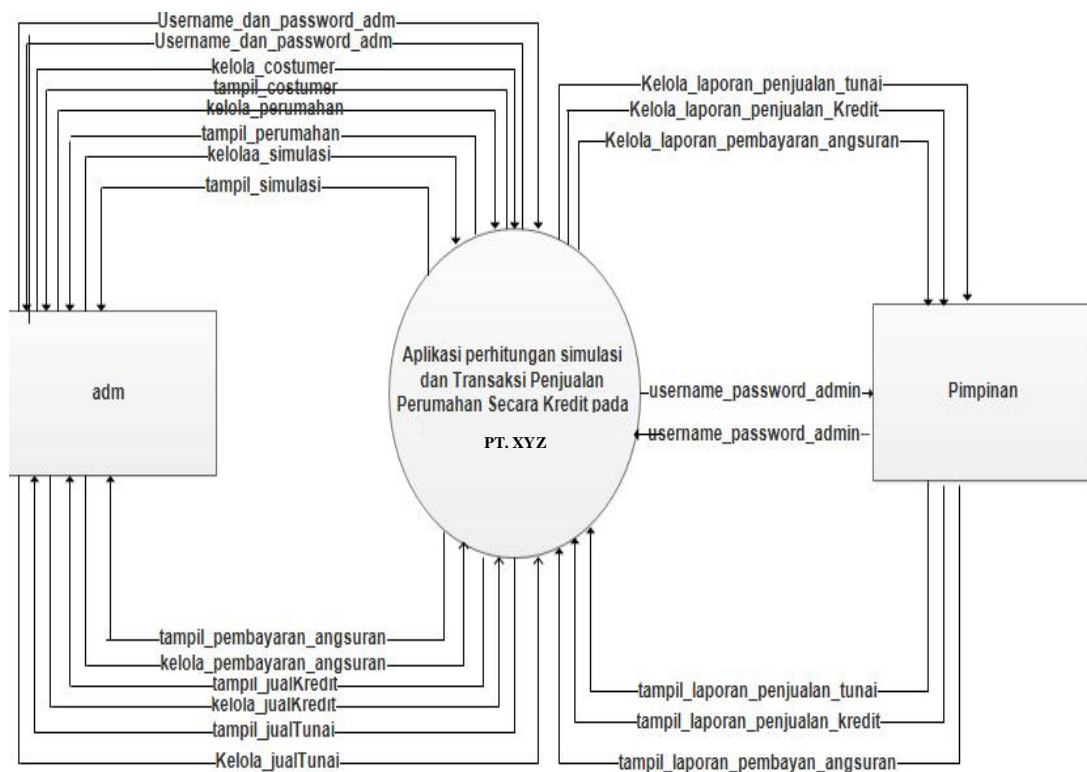 Username_dan_password_adm
Username_dan_password_adm
kelola_costumer
tampil_costumer
kelola_perumahan
tampil_perumahan
kelolaa_simulasi
tampil_simulasi
Kelola_laporan_penjualan_tunai
Kelola_laporan_penjualan_Kredit
Kelola_laporan_pembayaran_angsuran
adm
Aplikasi perhitungan simulasi
dan Transaksi Penjualan
Perumahan Secara Kredit pada
PT. XYZ
username_password_admin
username_password_admin
Pimpinan
tampil_pembayaran_angsuran
kelola_pembayaran_angsuran
tampil_jualKredit
kelola_jualKredit
tampil_jualTunai
Kelola_jualTunai
tampil_laporan_penjualan_tunai
tampil_laporan_penjualan_kredit
tampil_laporan_pembayan_angsuran